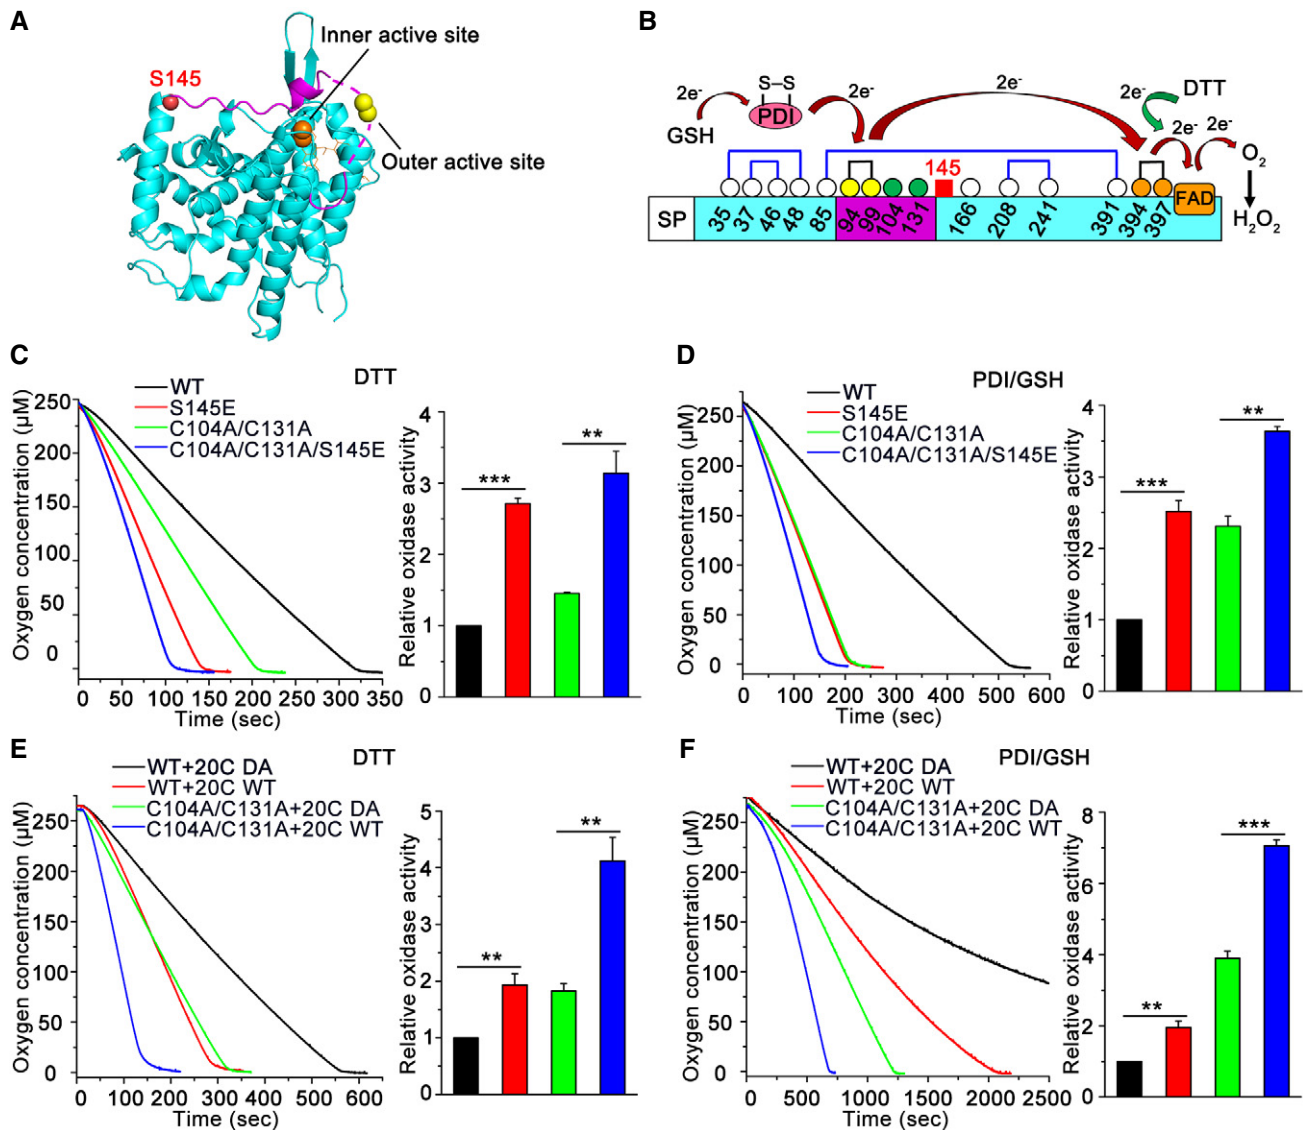 A
Inner active site
S145
Outer active site
B
S–S
2e-
PDI
GSH
2e-
2e-
2e-
DTT
2e-
2e-
O2
H2O2
145
FAD
SP
35
37
46
48
85
94
99
104
131
166
208
241
391
394
397
C
DTT
WT
S145E
C104A/C131A
C104A/C131A/S145E
Oxygen concentration (µM)
250
200
150
100
50
0
0 50 100 150 200 250 300 350
Time (sec)
Relative oxidase activity
4
3
2
1
0
***
**
D
PDI/GSH
WT
S145E
C104A/C131A
C104A/C131A/S145E
Oxygen concentration (µM)
250
200
150
100
50
0
0 100 200 300 400 500 600
Time (sec)
Relative oxidase activity
4
3
2
1
0
***
**
E
DTT
WT+20C DA
WT+20C WT
C104A/C131A+20C DA
C104A/C131A+20C WT
Oxygen concentration (µM)
250
200
150
100
50
0
0 100 200 300 400 500 600
Time (sec)
Relative oxidase activity
5
4
3
2
1
0
**
**
F
PDI/GSH
WT+20C DA
WT+20C WT
C104A/C131A+20C DA
C104A/C131A+20C WT
Oxygen concentration (µM)
250
200
150
100
50
0
0 500 1000 1500 2000 2500
Time (sec)
Relative oxidase activity
8
6
4
2
0
**
***